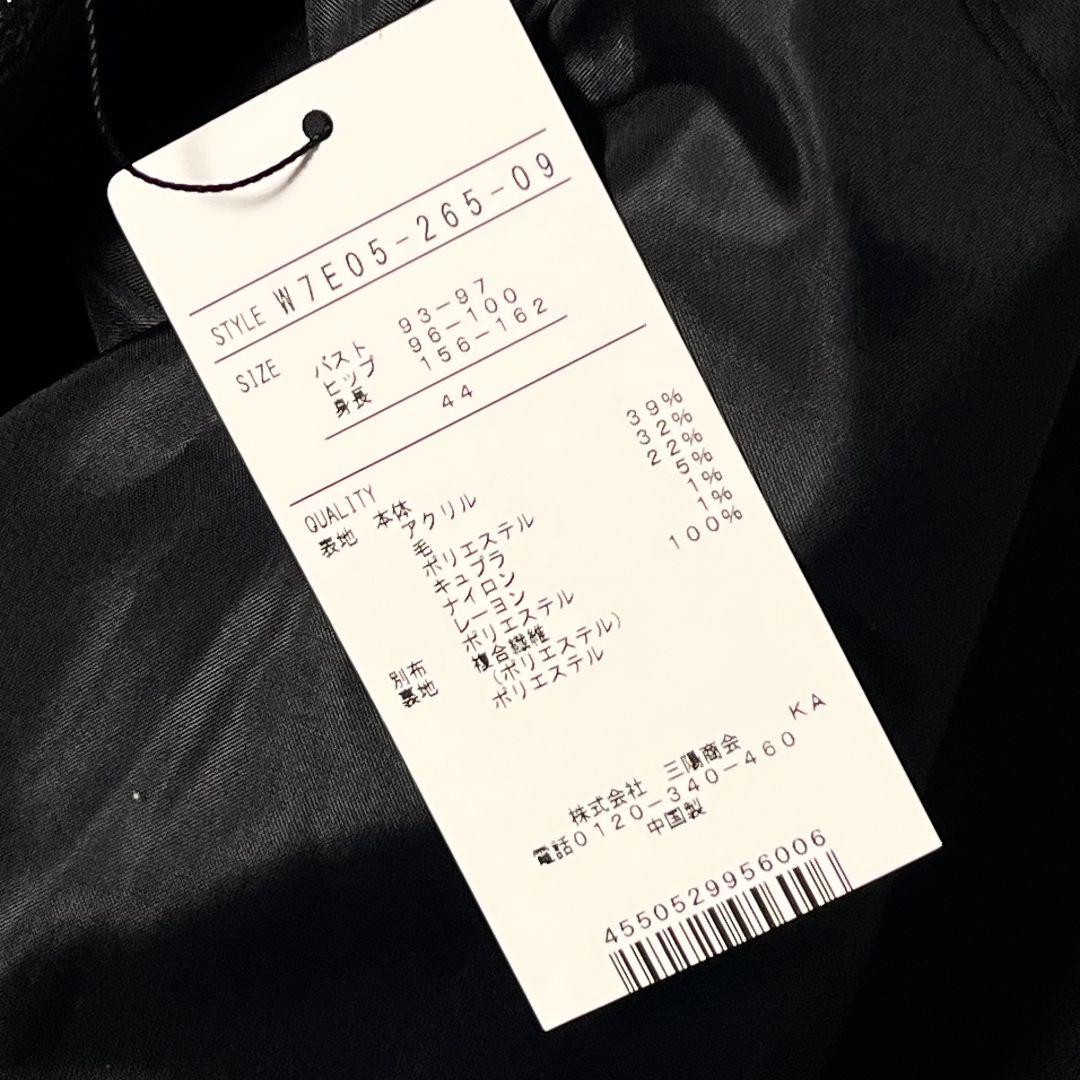 STYLE W7E05-265-09
SIZE バスト 93-97
ヒップ 96-100
身長 156-162
44
QUALITY
表地 本体
アクリル 39%
毛 32%
ポリエステル 22%
キュプラ 5%
ナイロン 1%
レーヨン 1%
ポリエステル 100%
別布 複合繊維
(ポリエステル)
裏地 ポリエステル
KA
株式会社 三陽商会
電話0120-340-460
中国製
4550529956006